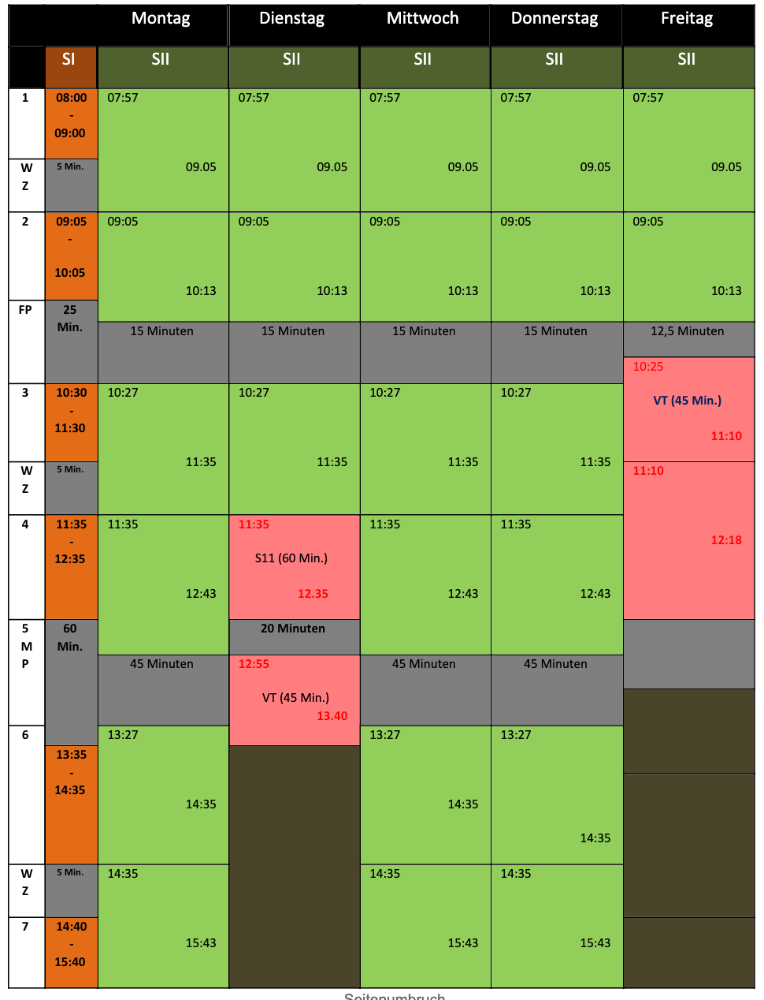 Montag Dienstag Mittwoch Donnerstag Freitag
SI SII SII SII SII SII
1 08:00 07:57 07:57 07:57 07:57 07:57
-
09:00
W 5 Min. 09.05 09.05 09.05 09.05 09.05
Z
2 09:05 09:05 09:05 09:05 09:05 09:05
-
10:05
10:13 10:13 10:13 10:13 10:13
FP 25
Min.
15 Minuten 15 Minuten 15 Minuten 15 Minuten 12,5 Minuten
10:25
3 10:30 10:27 10:27 10:27 10:27
- VT (45 Min.)
11:30
11:10
W 5 Min. 11:35 11:35 11:35 11:35 11:10
Z
4 11:35 11:35 11:35 11:35 11:35
- 12:18
12:35 S11 (60 Min.)
12:43 12.35 12:43 12:43
5 60 20 Minuten
M Min.
P 45 Minuten 12:55 45 Minuten 45 Minuten
VT (45 Min.)
13.40
6 13:27 13:27 13:27
13:35
-
14:35
14:35 14:35
14:35
W 5 Min. 14:35 14:35 14:35
Z
7 14:40
- 15:43 15:43 15:43
15:40
Seitenumbruch